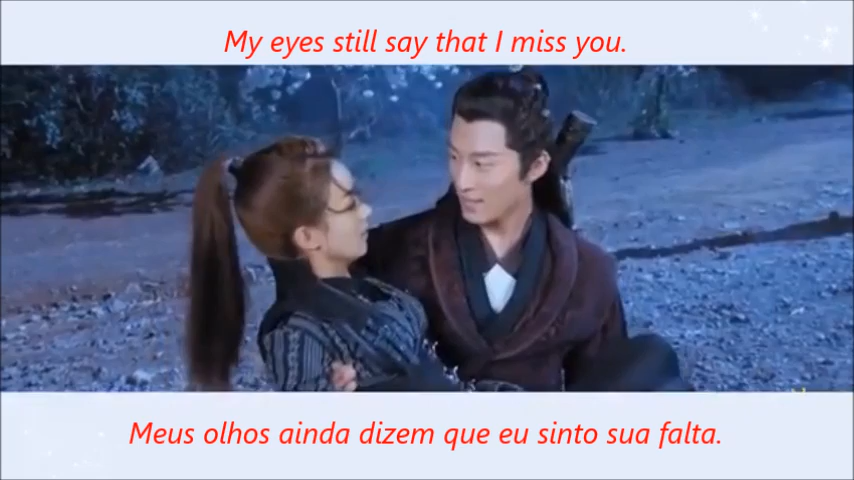 My eyes still say that I miss you.
Meus olhos ainda dizem que eu sinto sua falta.